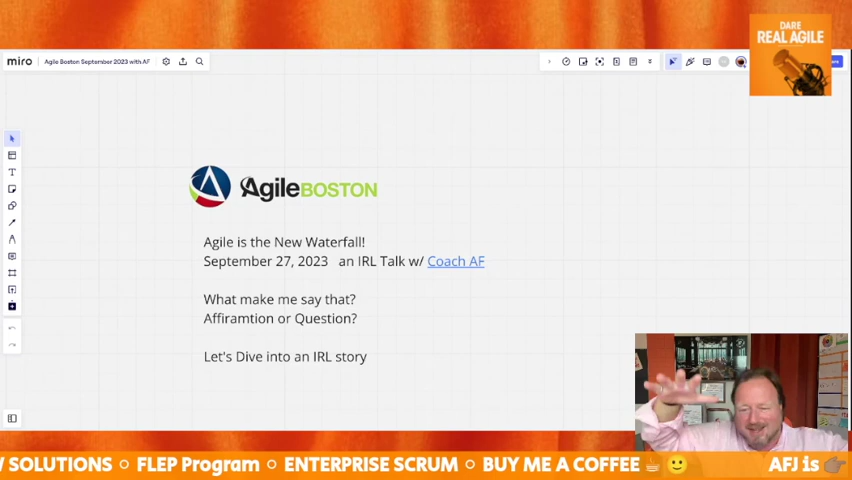 DARE
REAL AGILE
miro
Agile Boston September 2023 with AF
AgileBOSTON
Agile is the New Waterfall!
September 27, 2023 an IRL Talk w/ Coach AF
What make me say that?
Affiramtion or Question?
Let's Dive into an IRL story
SOLUTIONS ○ FLEP Program ○ ENTERPRISE SCRUM ○ BUY ME A COFFEE ☕ 🙂 AFJ is